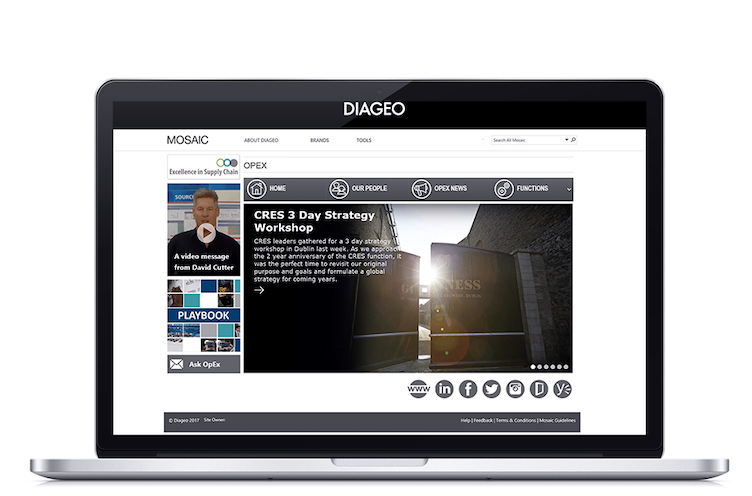 DIAGEO
MOSAIC
ABOUT DIAGEO
BRANDS
TOOLS
Search All Mosaic
Excellence in Supply Chain
OPEX
HOME
OUR PEOPLE
OPEX NEWS
FUNCTIONS
SOURC
A video message
from David Cutter
CRES 3 Day Strategy
Workshop
CRES leaders gathered for a 3 day strategy
workshop in Dublin last week. As we approach
the 2 year anniversary of the CRES function, it
was the perfect time to revisit our original
purpose and goals and formulate a global
strategy for coming years.
PLAYBOOK
Ask OpEx
www
in
© Diageo 2017
Site Owner:
Help | Feedback | Terms & Conditions | Mosaic Guidelines